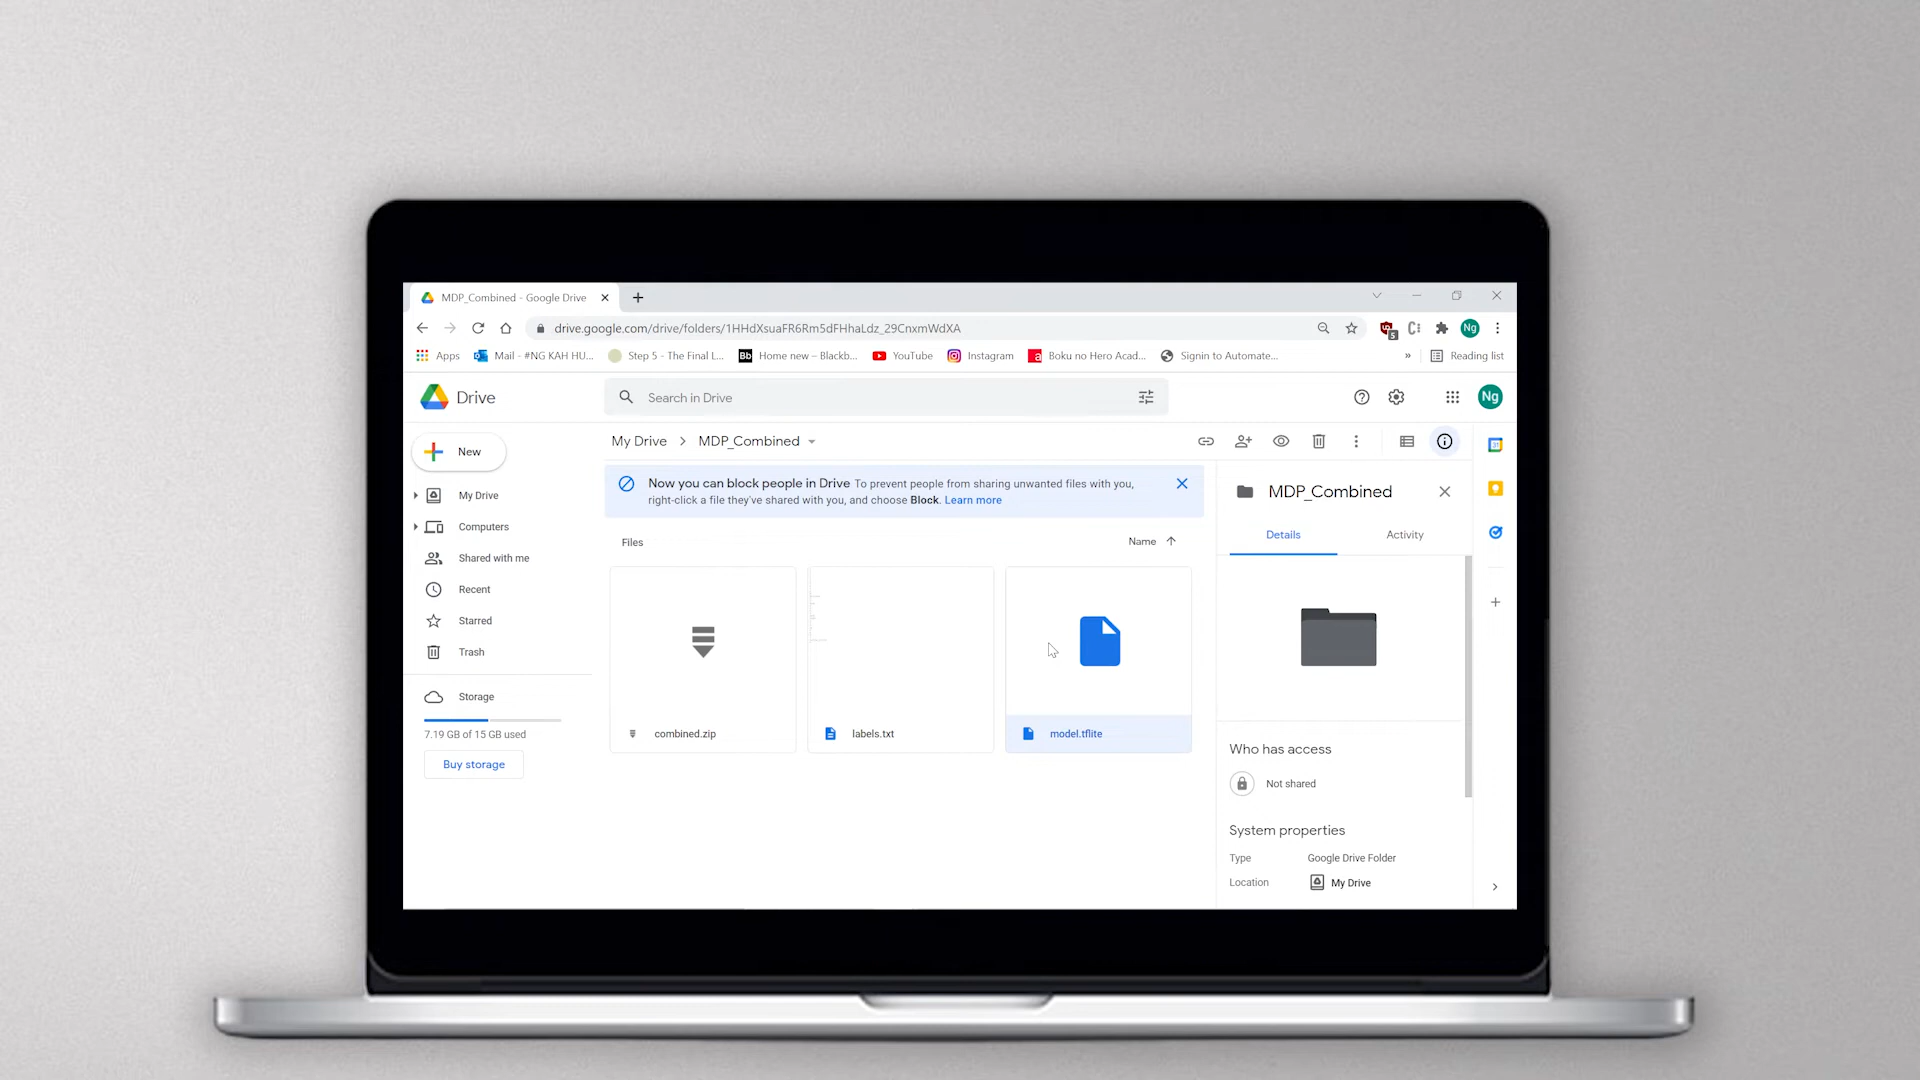 MDP_Combined - Google Drive
drive.google.com/drive/folders/1HHdXsuaFR6Rm5dFHhaLdz_29CnxmWdXA
5
Ng
Apps
Mail - #NG KAH HU...
Step 5 - The Final L...
Bb
Home new – Blackb...
YouTube
Instagram
a
Boku no Hero Acad...
Signin to Automate...
»
Reading list
Drive
Search in Drive
Ng
New
My Drive
Computers
Shared with me
Recent
Starred
Trash
Storage
7.19 GB of 15 GB used
Buy storage
My Drive > MDP_Combined
Now you can block people in Drive To prevent people from sharing unwanted files with you,
right-click a file they've shared with you, and choose Block. Learn more
Files
Name
combined.zip
labels.txt
model.tflite
MDP_Combined
Details
Activity
Who has access
Not shared
System properties
Type
Google Drive Folder
Location
My Drive